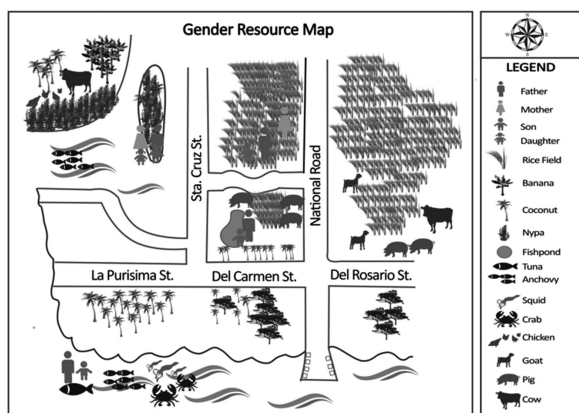 Gender Resource Map
Sta. Cruz St.
National Road
La Purisima St.
Del Carmen St.
Del Rosario St.
N
W
E
S
LEGEND
Father
Mother
Son
Daughter
Rice Field
Banana
Coconut
Nypa
Fishpond
Tuna
Anchovy
Squid
Crab
Chicken
Goat
Pig
Cow